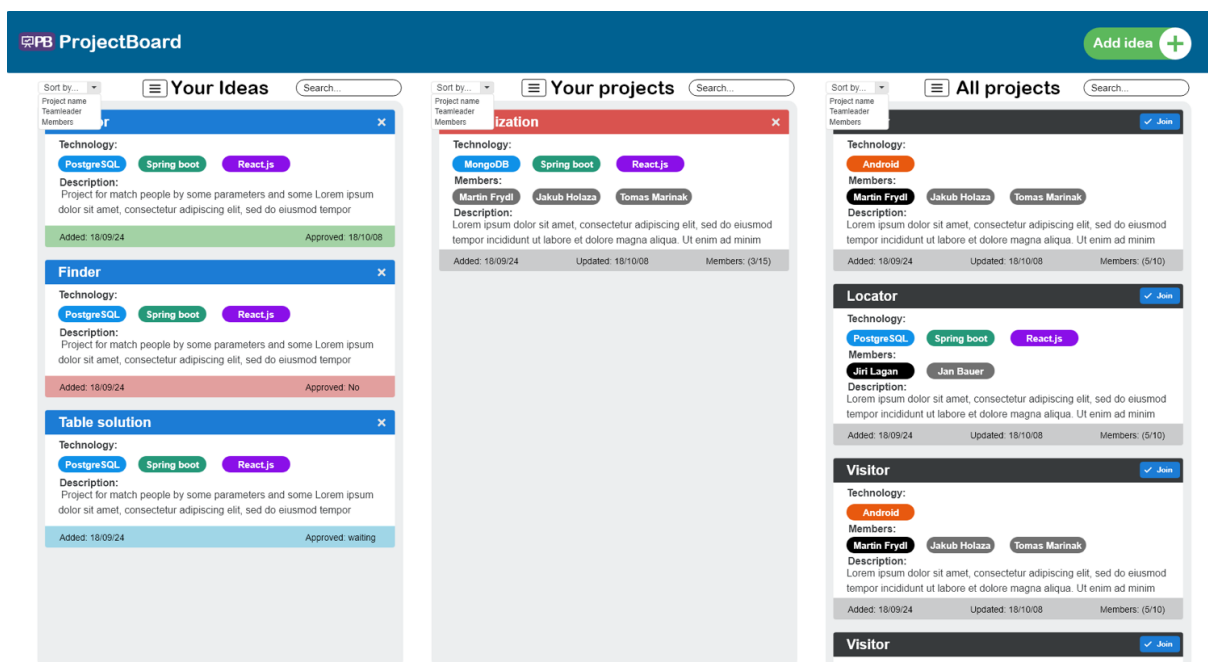 PB ProjectBoard
Add idea
Sort by...
Project name
Teamleader
Members
Your Ideas
Search...
r
Technology:
PostgreSQL Spring boot React.js
Description:
Project for match people by some parameters and some Lorem ipsum
dolor sit amet, consectetur adipiscing elit, sed do eiusmod tempor
Added: 18/09/24 Approved: 18/10/08
Finder
Technology:
PostgreSQL Spring boot React.js
Description:
Project for match people by some parameters and some Lorem ipsum
dolor sit amet, consectetur adipiscing elit, sed do eiusmod tempor
Added: 18/09/24 Approved: No
Table solution
Technology:
PostgreSQL Spring boot React.js
Description:
Project for match people by some parameters and some Lorem ipsum
dolor sit amet, consectetur adipiscing elit, sed do eiusmod tempor
Added: 18/09/24 Approved: waiting
Sort by...
Project name
Teamleader
Members
Your projects
Search...
ization
Technology:
MongoDB Spring boot React.js
Members:
Martin Frydl Jakub Holaza Tomas Marinak
Description:
Lorem ipsum dolor sit amet, consectetur adipiscing elit, sed do eiusmod
tempor incididunt ut labore et dolore magna aliqua. Ut enim ad minim
Added: 18/09/24 Updated: 18/10/08 Members: (3/15)
Sort by...
Project name
Teamleader
Members
All projects
Search...
Join
Technology:
Android
Members:
Martin Frydl Jakub Holaza Tomas Marinak
Description:
Lorem ipsum dolor sit amet, consectetur adipiscing elit, sed do eiusmod
tempor incididunt ut labore et dolore magna aliqua. Ut enim ad minim
Added: 18/09/24 Updated: 18/10/08 Members: (5/10)
Locator Join
Technology:
PostgreSQL Spring boot React.js
Members:
Jiri Lagan Jan Bauer
Description:
Lorem ipsum dolor sit amet, consectetur adipiscing elit, sed do eiusmod
tempor incididunt ut labore et dolore magna aliqua. Ut enim ad minim
Added: 18/09/24 Updated: 18/10/08 Members: (5/10)
Visitor Join
Technology:
Android
Members:
Martin Frydl Jakub Holaza Tomas Marinak
Description:
Lorem ipsum dolor sit amet, consectetur adipiscing elit, sed do eiusmod
tempor incididunt ut labore et dolore magna aliqua. Ut enim ad minim
Added: 18/09/24 Updated: 18/10/08 Members: (5/10)
Visitor Join